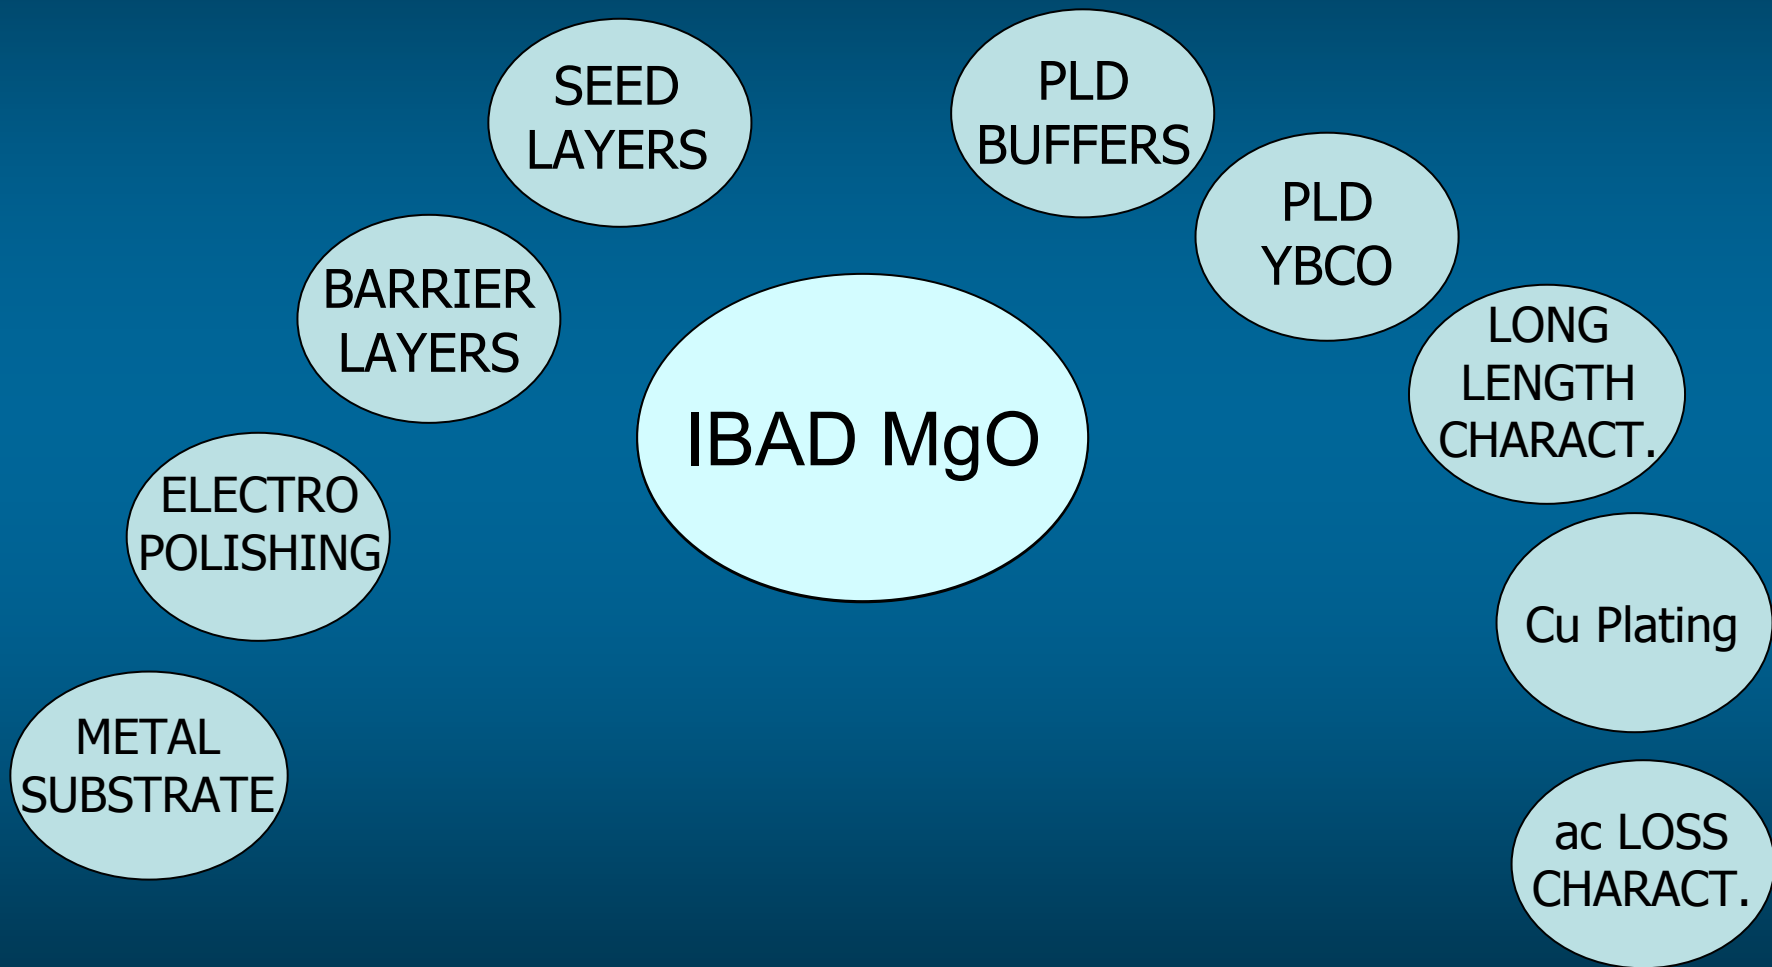 SEED
LAYERS
PLD
BUFFERS
PLD
YBCO
BARRIER
LAYERS
LONG
LENGTH
CHARACT.
IBAD MgO
ELECTRO
POLISHING
Cu Plating
METAL
SUBSTRATE
ac LOSS
CHARACT.